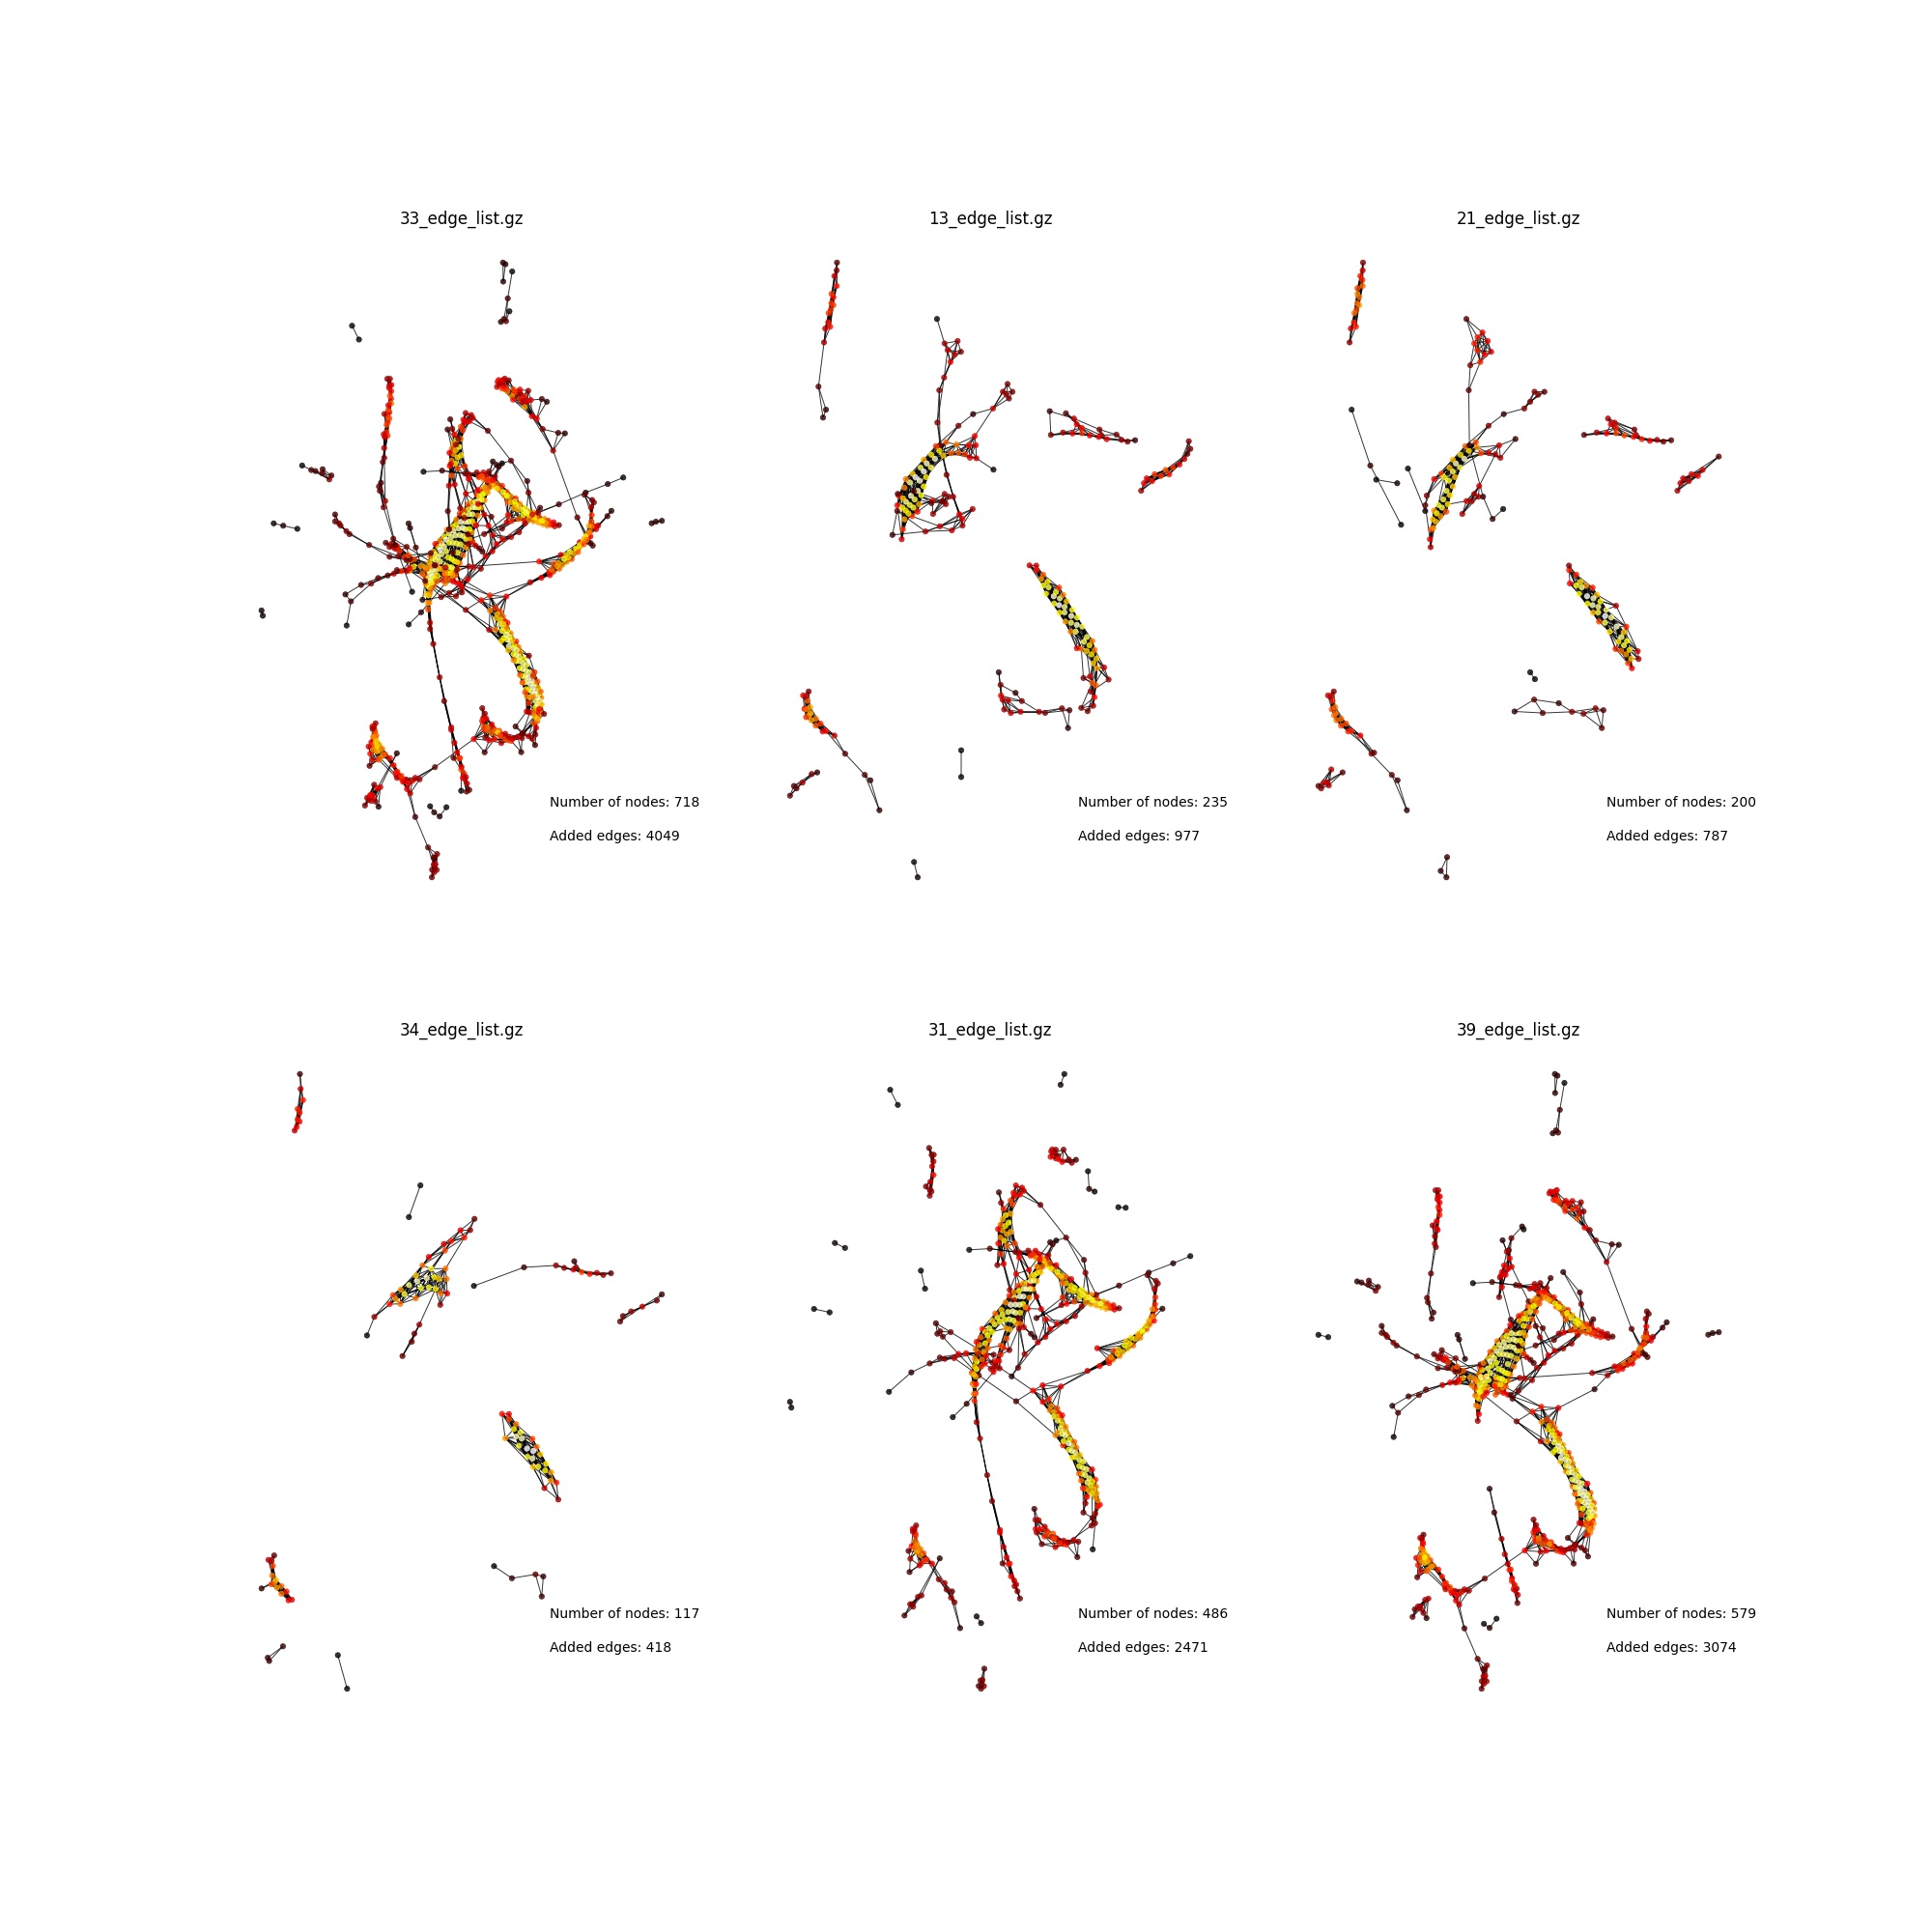 33_edge_list.gz
13_edge_list.gz
21_edge_list.gz
Number of nodes: 718
Added edges: 4049
Number of nodes: 235
Added edges: 977
Number of nodes: 200
Added edges: 787
34_edge_list.gz
31_edge_list.gz
39_edge_list.gz
Number of nodes: 117
Added edges: 418
Number of nodes: 486
Added edges: 2471
Number of nodes: 579
Added edges: 3074